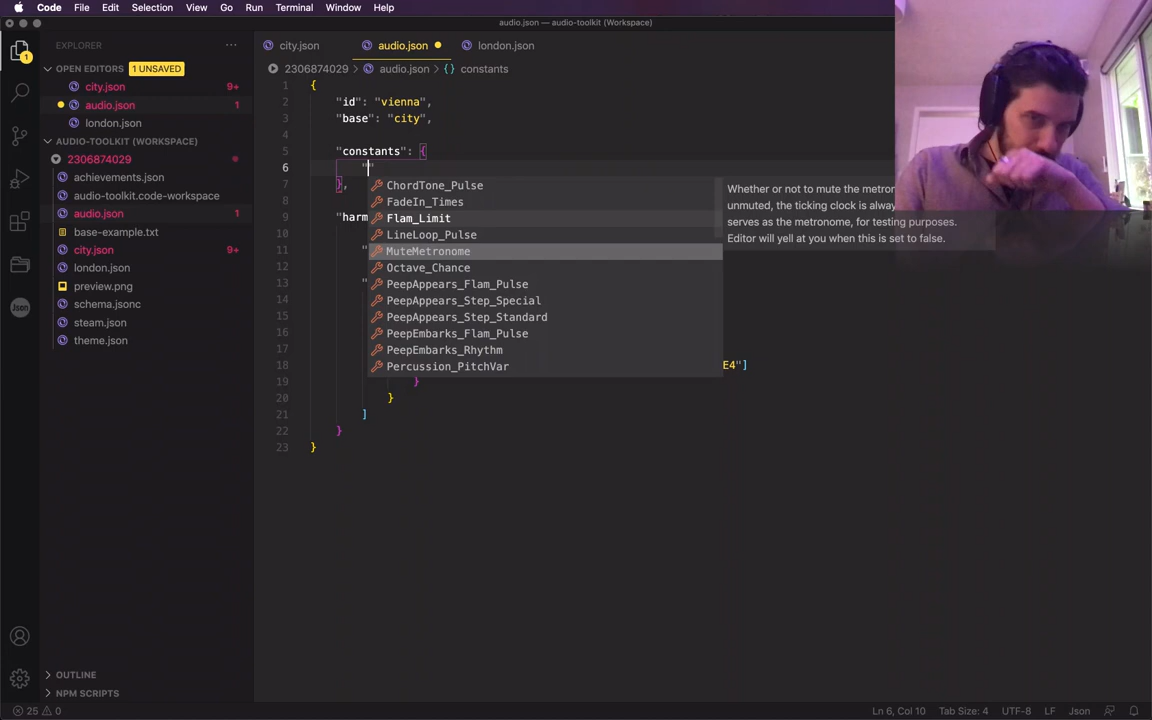 Code File Edit Selection View Go Run Terminal Window Help
audio.json — audio-toolkit (Workspace)
EXPLORER ···
city.json audio.json london.json
OPEN EDITORS 1 UNSAVED
2306874029 > audio.json > {} constants
city.json 9+
audio.json 1
london.json
AUDIO-TOOLKIT (WORKSPACE)
2306874029
achievements.json
audio-toolkit.code-workspace
audio.json 1
base-example.txt
city.json 9+
london.json
preview.png
schema.jsonc
steam.json
theme.json
OUTLINE
NPM SCRIPTS
1 {
2 "id": "vienna",
3 "base": "city",
4
5 "constants": {
6 ""
7 },
8
9 "harm
10
11 "
12
13 "
14
15
16
17
18 E4"]
19 }
20 }
21 ]
22 }
23 }
ChordTone_Pulse
FadeIn_Times
Flam_Limit
LineLoop_Pulse
MuteMetronome
Octave_Chance
PeepAppears_Flam_Pulse
PeepAppears_Step_Special
PeepAppears_Step_Standard
PeepEmbarks_Flam_Pulse
PeepEmbarks_Rhythm
Percussion_PitchVar
Whether or not to mute the metron
unmuted, the ticking clock is alway
serves as the metronome, for testing purposes.
Editor will yell at you when this is set to false.
Json
1
25 0
Ln 6, Col 10 Tab Size: 4 UTF-8 LF Json